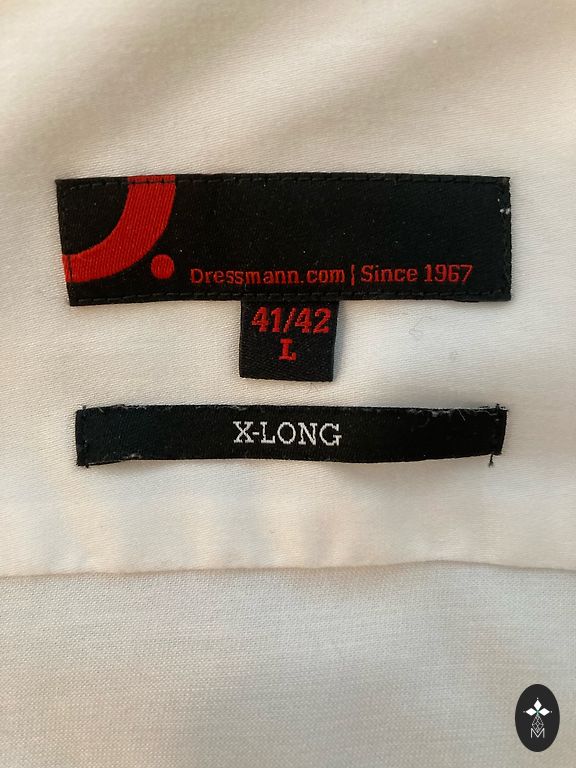 Dressmann.com | Since 1967
41/42
L
X-LONG
M